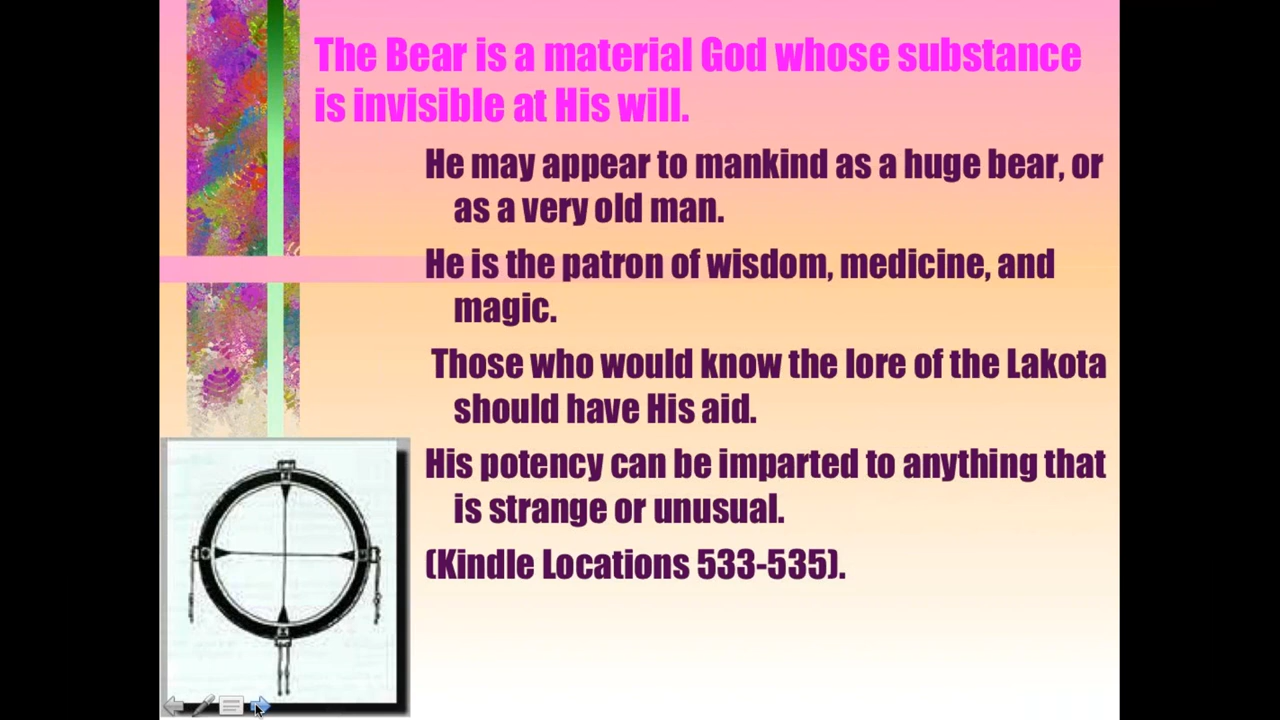 The Bear is a material God whose substance
is invisible at His will.
He may appear to mankind as a huge bear, or
as a very old man.
He is the patron of wisdom, medicine, and
magic.
Those who would know the lore of the Lakota
should have His aid.
His potency can be imparted to anything that
is strange or unusual.
(Kindle Locations 533-535).